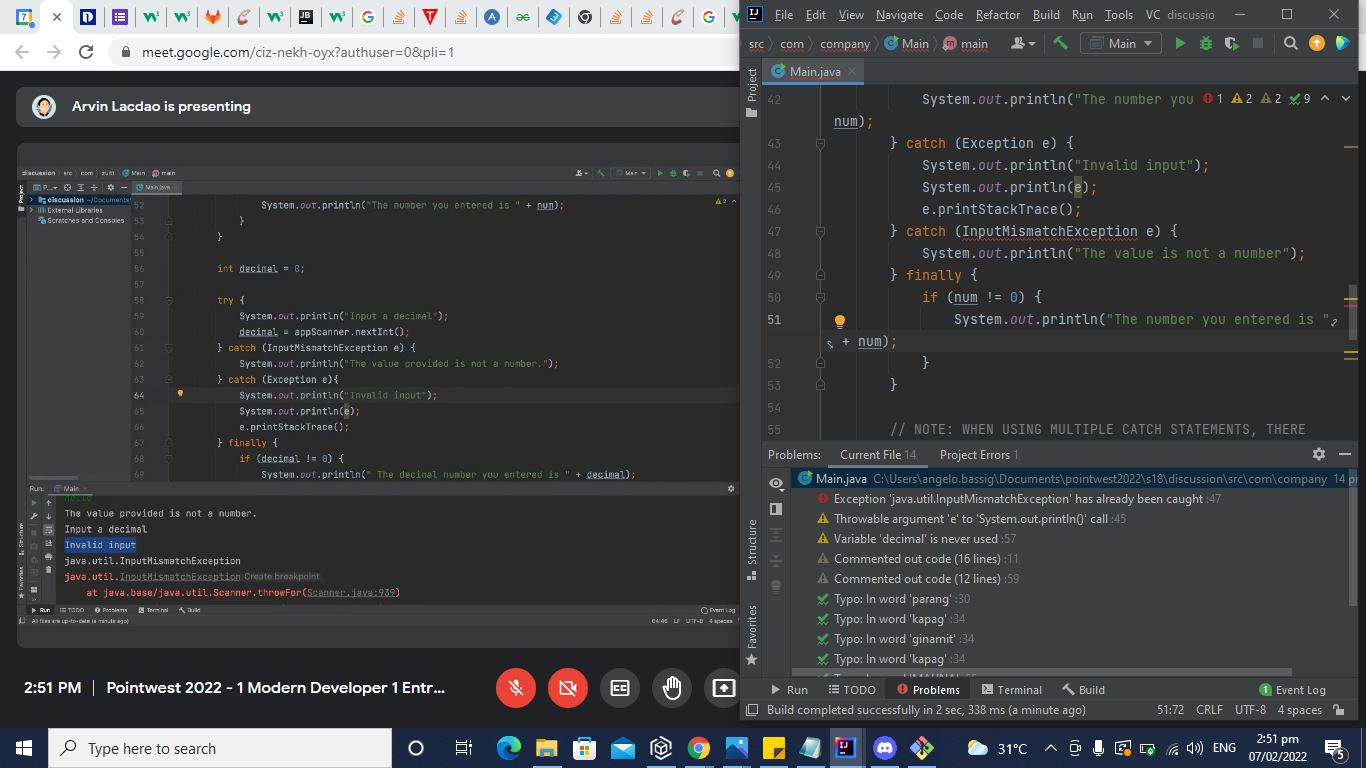 meet.google.com/ciz-nekh-oyx?authuser=0&pli=1
Arvin Lacdao is presenting
discussion src com zuitt Main main
Main
P...
Main.java
Project
discussion ~/Documents/
External Libraries
Scratches and Consoles
2
52 System.out.println("The number you entered is " + num);
53 }
54 }
55
56 int decimal = 0;
57
58 try {
59 System.out.println("Input a decimal");
60 decimal = appScanner.nextInt();
61 } catch (InputMismatchException e) {
62 System.out.println("The value provided is not a number.");
63 } catch (Exception e){
64 System.out.println("Invalid input");
65 System.out.println(e);
66 e.printStackTrace();
67 } finally {
68 if (decimal != 0) {
69 System.out.println(" The decimal number you entered is " + decimal);
Run: Main
hello
The value provided is not a number.
Input a decimal
Invalid input
java.util.InputMismatchException
java.util.InputMismatchException Create breakpoint
at java.base/java.util.Scanner.throwFor(Scanner.java:939)
Structure
Favorites
Run TODO Problems Terminal Build Event Log
All files are up-to-date (a minute ago) 64:46 LF UTF-8 4 spaces
2:51 PM | Pointwest 2022 - 1 Modern Developer 1 Entr...
File Edit View Navigate Code Refactor Build Run Tools VC discussio
src com company Main main
Main
Project
Main.java
42 System.out.println("The number you 1 2 2 9
num);
43 } catch (Exception e) {
44 System.out.println("Invalid input");
45 System.out.println(e);
46 e.printStackTrace();
47 } catch (InputMismatchException e) {
48 System.out.println("The value is not a number");
49 } finally {
50 if (num != 0) {
51 System.out.println("The number you entered is "
+ num);
52 }
53 }
54
55 // NOTE: WHEN USING MULTIPLE CATCH STATEMENTS, THERE
Problems: Current File 14 Project Errors 1
Main.java C:\Users\angelo.bassig\Documents\pointwest2022\s18\discussion\src\com\company 14 pr
Exception 'java.util.InputMismatchException' has already been caught :47
Throwable argument 'e' to 'System.out.println()' call :45
Variable 'decimal' is never used :57
Commented out code (16 lines) :11
Commented out code (12 lines) :59
Typo: In word 'parang' :30
Typo: In word 'kapag' :34
Typo: In word 'ginamit' :34
Typo: In word 'kapag' :34
Structure
Favorites
Run TODO Problems Terminal Build 1 Event Log
Build completed successfully in 2 sec, 338 ms (a minute ago) 51:72 CRLF UTF-8 4 spaces
Type here to search
31°C ENG 2:51 pm
07/02/2022
5